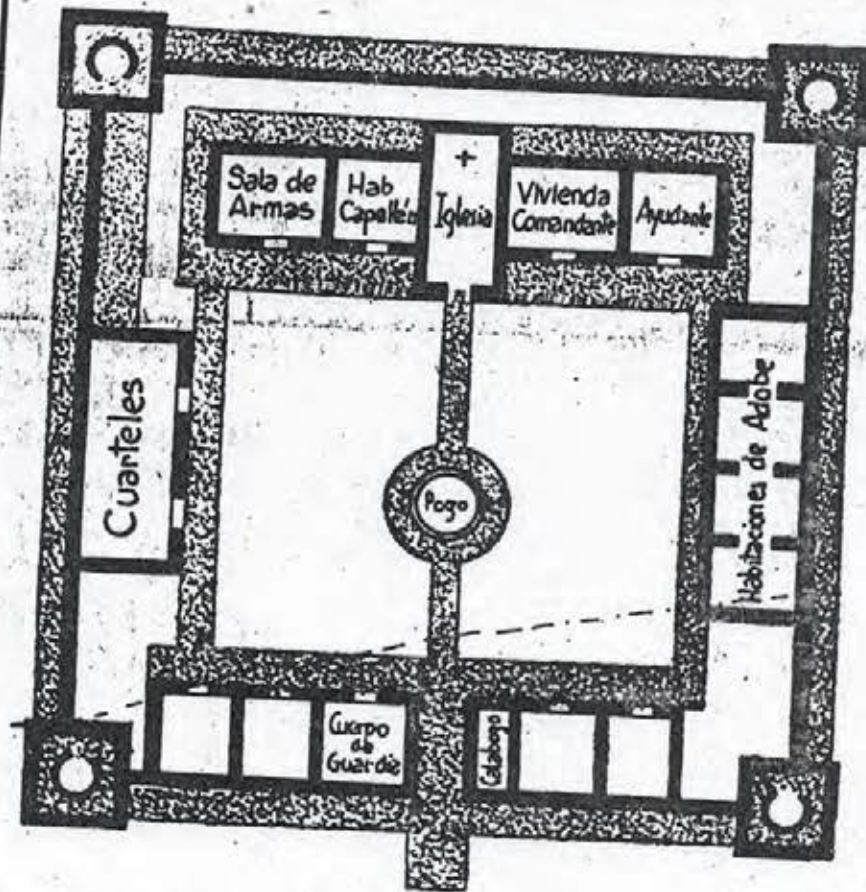 Sala de
Armas
Hab
Capellán
Iglesia
Vivienda
Comandante
Ayudante
Cuarteles
Pozo
Habitaciones de Adobe
Cuerpo
de
Guardia
Calabozo